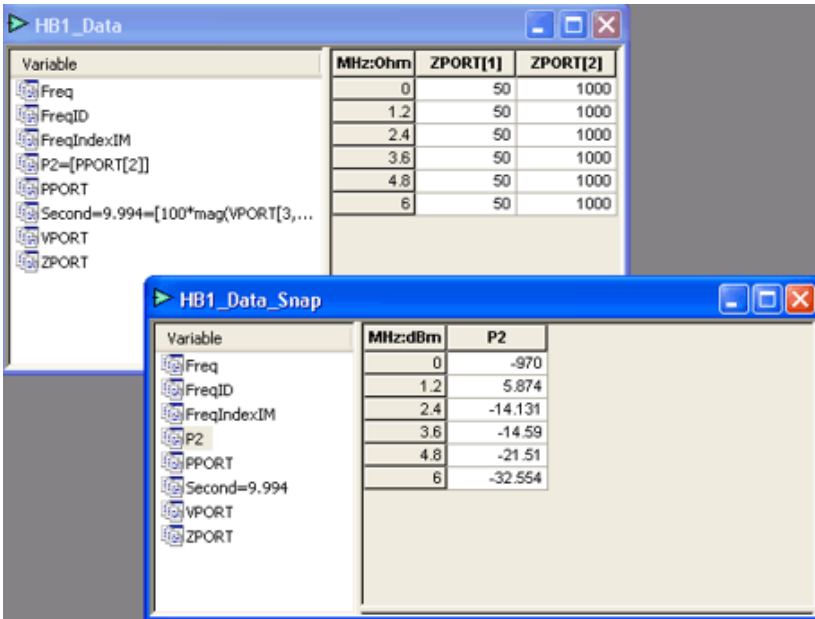 HB1_Data
Variable
Freq
FreqID
FreqIndexIM
P2=[PPORT[2]]
PPORT
Second=9.994=[100*mag(VPORT[3,...
VPORT
ZPORT
MHz:Ohm ZPORT[1] ZPORT[2]
0 50 1000
1.2 50 1000
2.4 50 1000
3.6 50 1000
4.8 50 1000
6 50 1000
HB1_Data_Snap
Variable
Freq
FreqID
FreqIndexIM
P2
PPORT
Second=9.994
VPORT
ZPORT
MHz:dBm P2
0 -970
1.2 5.874
2.4 -14.131
3.6 -14.59
4.8 -21.51
6 -32.554